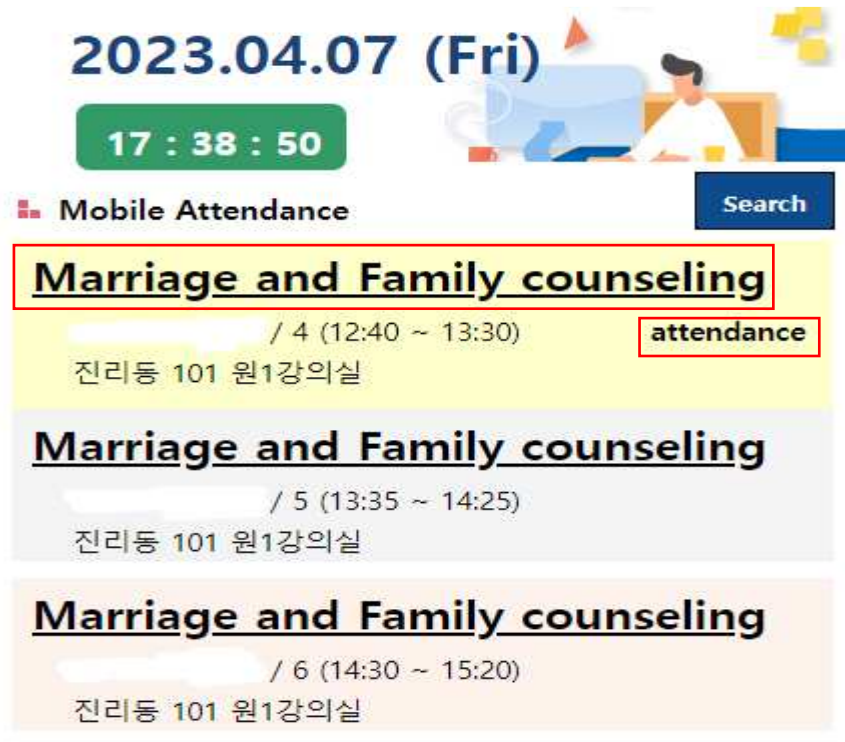 2023.04.07 (Fri)
17 : 38 : 50
Mobile Attendance
Search
Marriage and Family counseling
/ 4 (12:40 ~ 13:30)
attendance
진리동 101 원1강의실
Marriage and Family counseling
/ 5 (13:35 ~ 14:25)
진리동 101 원1강의실
Marriage and Family counseling
/ 6 (14:30 ~ 15:20)
진리동 101 원1강의실